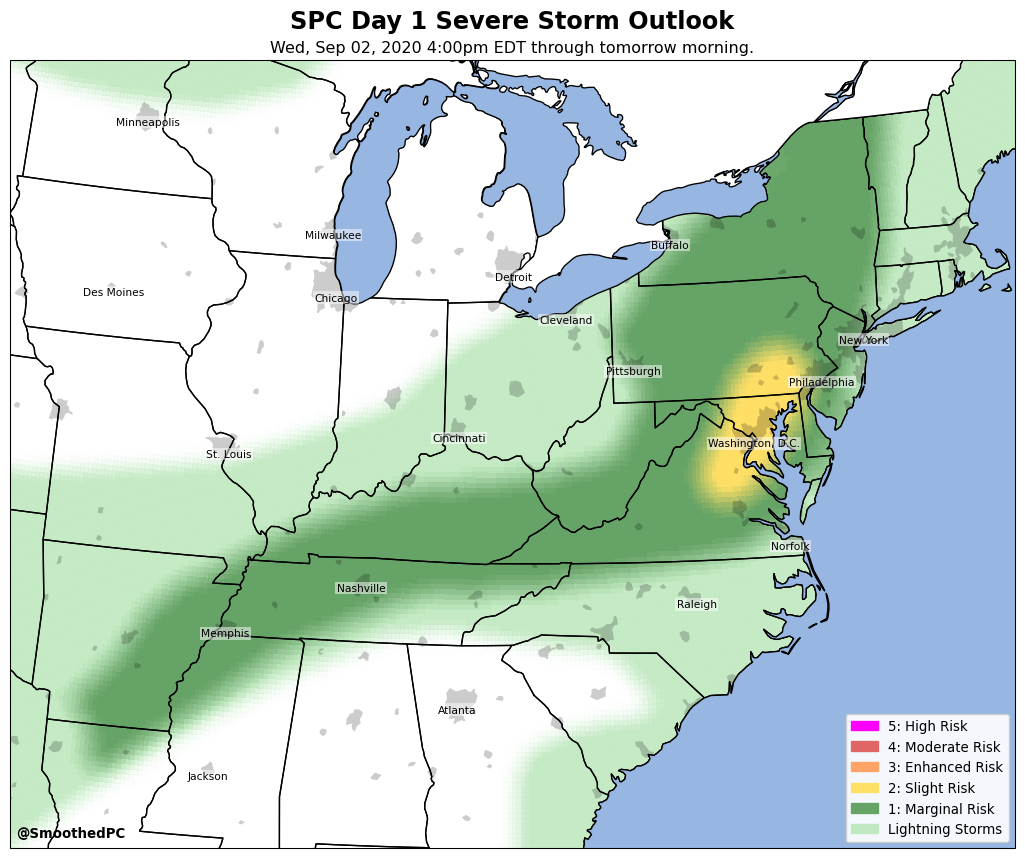 SPC Day 1 Severe Storm Outlook
Wed, Sep 02, 2020 4:00pm EDT through tomorrow morning.
Minneapolis
Milwaukee
Buffalo
Detroit
Des Moines
Chicago
Cleveland
New York
Pittsburgh
Philadelphia
Cincinnati
Washington, D.C.
St. Louis
Norfolk
Nashville
Raleigh
Memphis
Atlanta
Jackson
5: High Risk
4: Moderate Risk
3: Enhanced Risk
2: Slight Risk
1: Marginal Risk
Lightning Storms
@SmoothedPC